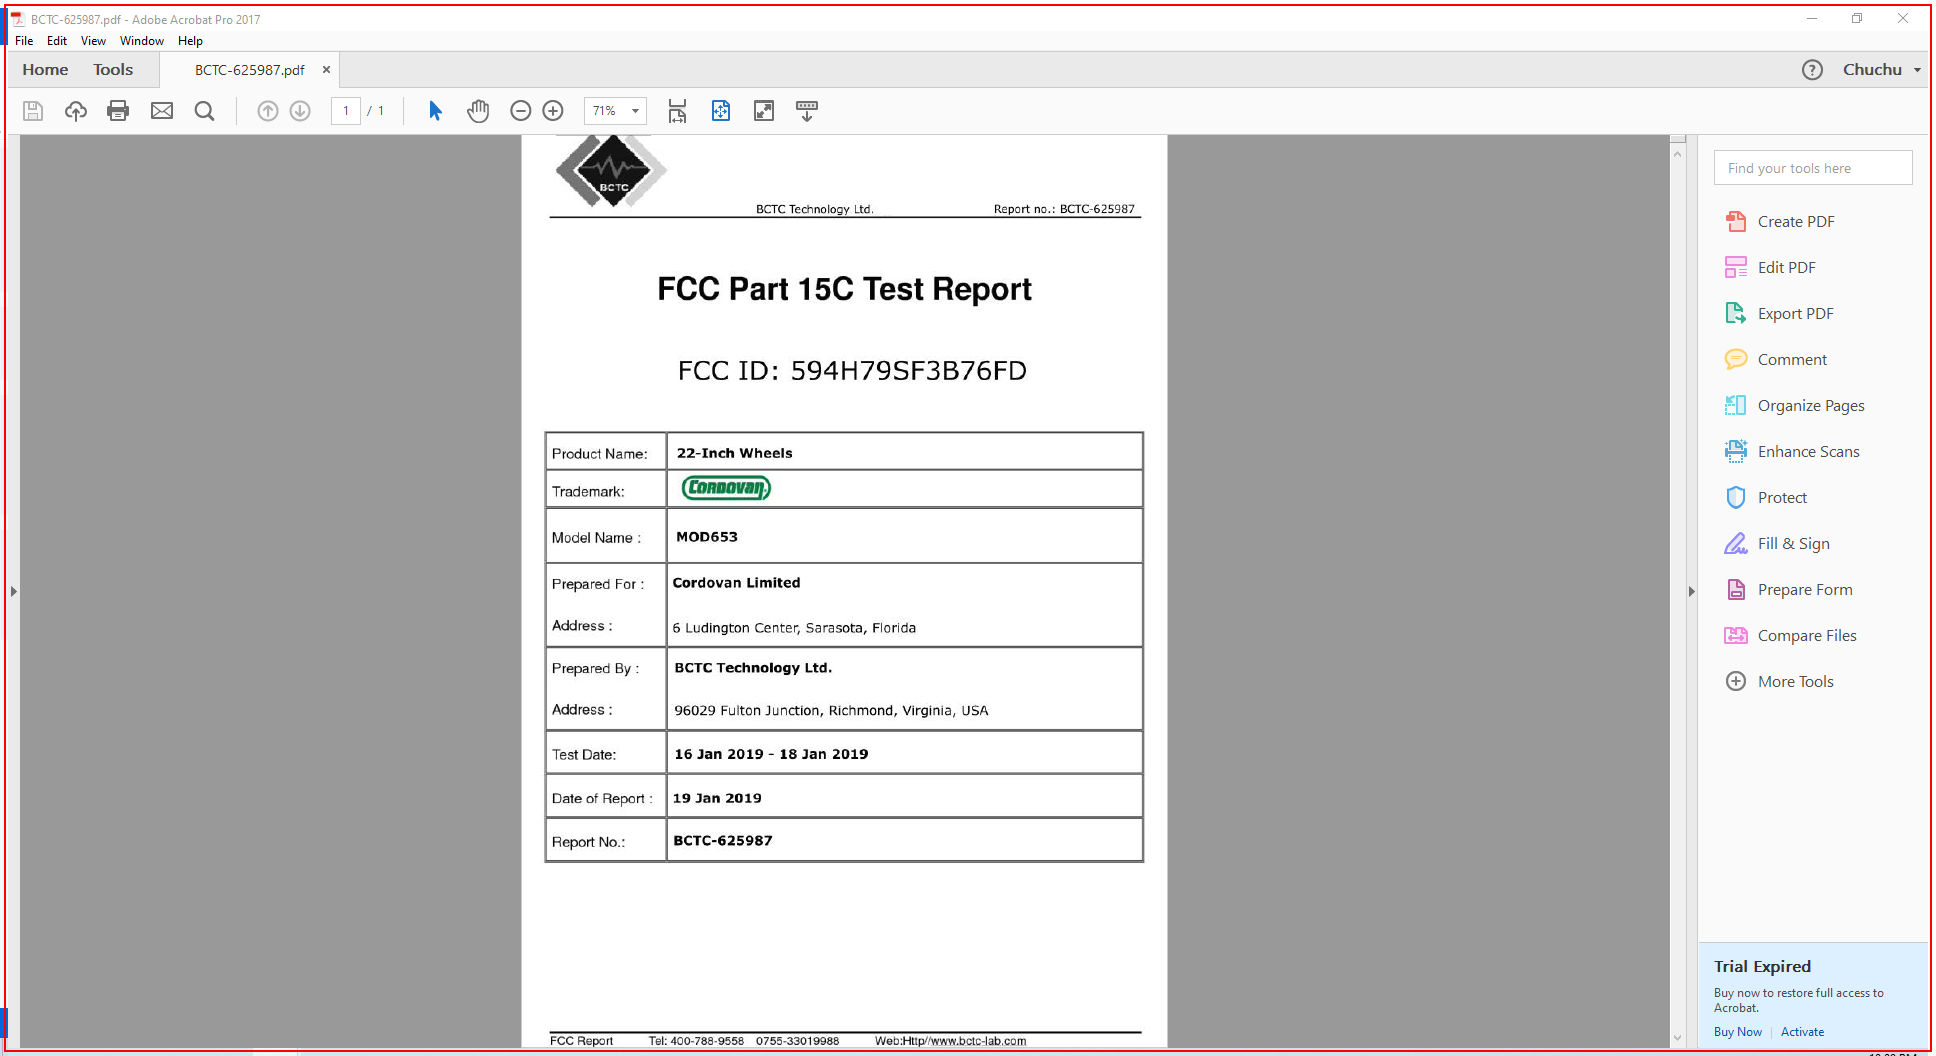 BCTC-625987.pdf - Adobe Acrobat Pro 2017
File Edit View Window Help
Home Tools BCTC-625987.pdf × Chuchu
1 / 1 71%
BCTC
BCTC Technology Ltd. Report no.: BCTC-625987
FCC Part 15C Test Report
FCC ID: 594H79SF3B76FD
Product Name: 22-Inch Wheels
Trademark: CORDOVAN
Model Name : MOD653
Prepared For : Cordovan Limited
Address : 6 Ludington Center, Sarasota, Florida
Prepared By : BCTC Technology Ltd.
Address : 96029 Fulton Junction, Richmond, Virginia, USA
Test Date: 16 Jan 2019 - 18 Jan 2019
Date of Report : 19 Jan 2019
Report No.: BCTC-625987
FCC Report Tel: 400-788-9558 0755-33019988 Web:Http//www.bctc-lab.com
Find your tools here
Create PDF
Edit PDF
Export PDF
Comment
Organize Pages
Enhance Scans
Protect
Fill & Sign
Prepare Form
Compare Files
More Tools
Trial Expired
Buy now to restore full access to
Acrobat.
Buy Now | Activate